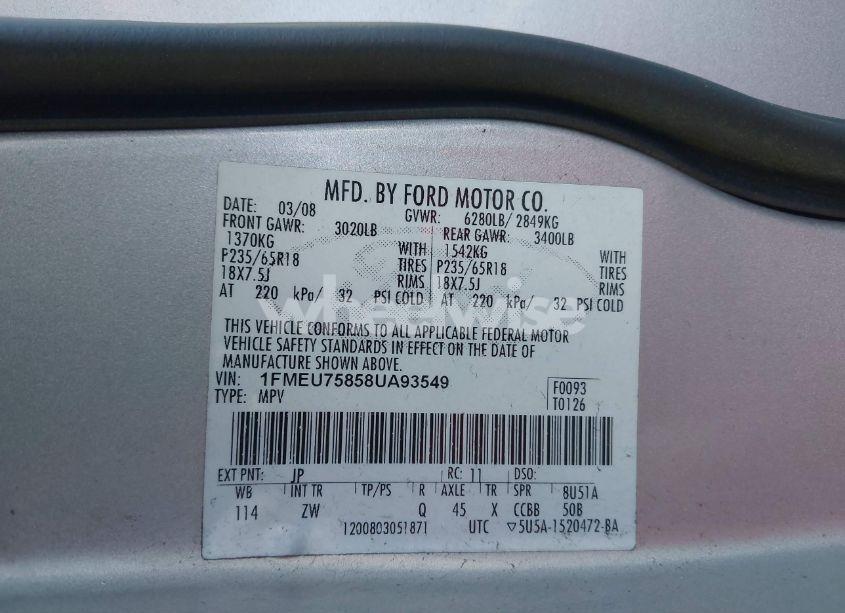 MFD. BY FORD MOTOR CO.
DATE: 03/08 GVWR: 6280LB/ 2849KG
FRONT GAWR: 3020LB REAR GAWR: 3400LB
1370KG WITH 1542KG WITH
P235/65R18 TIRES P235/65R18 TIRES
18X7.5J RIMS 18X7.5J RIMS
AT 220 kPa/ 32 PSI COLD AT 220 kPa/ 32 PSI COLD
wheelwise
THIS VEHICLE CONFORMS TO ALL APPLICABLE FEDERAL MOTOR
VEHICLE SAFETY STANDARDS IN EFFECT ON THE DATE OF
MANUFACTURE SHOWN ABOVE.
VIN: 1FMEU75858UA93549 F0093
TYPE: MPV T0126
EXT PNT: JP RC: 11 DSO:
WB INT TR TP/PS R AXLE TR SPR 8U51A
114 ZW Q 45 X CCBB 50B
1200803051871 UTC ▽5U5A-1520472-BA